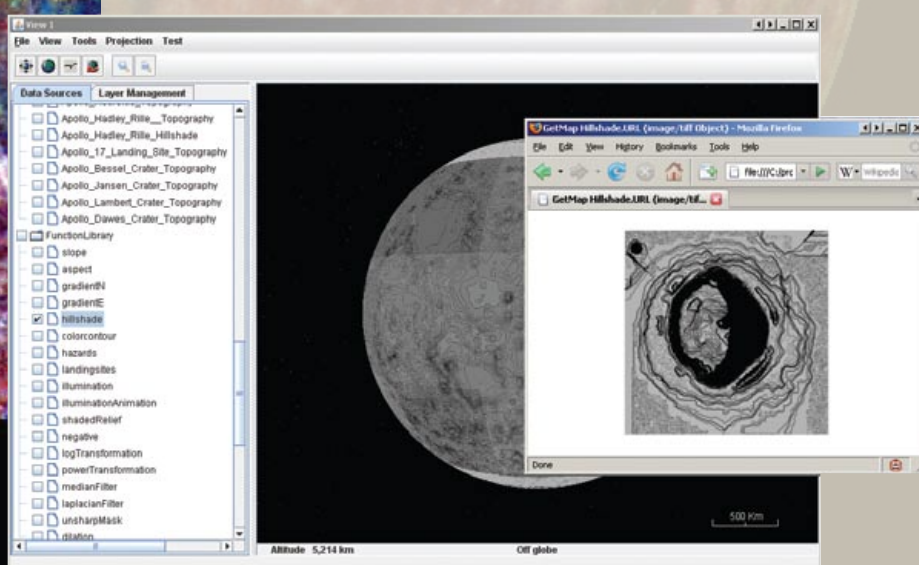 View 1
File View Tools Projection Test
Data Sources Layer Management
Apollo_Hadley_Rille__Topography
Apollo_Hadley_Rille_Hillshade
Apollo_17_Landing_Site_Topography
Apollo_Bessel_Crater_Topography
Apollo_Jansen_Crater_Topography
Apollo_Lambert_Crater_Topography
Apollo_Dawes_Crater_Topography
FunctionLibrary
slope
aspect
gradientN
gradientE
hillshade
colorcontour
hazards
landingsites
illumination
illuminationAnimation
shadedRelief
negative
logTransformation
powerTransformation
medianFilter
laplacianFilter
unsharpMask
dilation
500 Km
Altitude 5,214 km Off globe
GetMap Hillshade.URL (image/tiff Object) - Mozilla Firefox
File Edit View History Bookmarks Tools Help
file:///C:/prc W Wikipedia
GetMap Hillshade.URL (image/tif...
Done